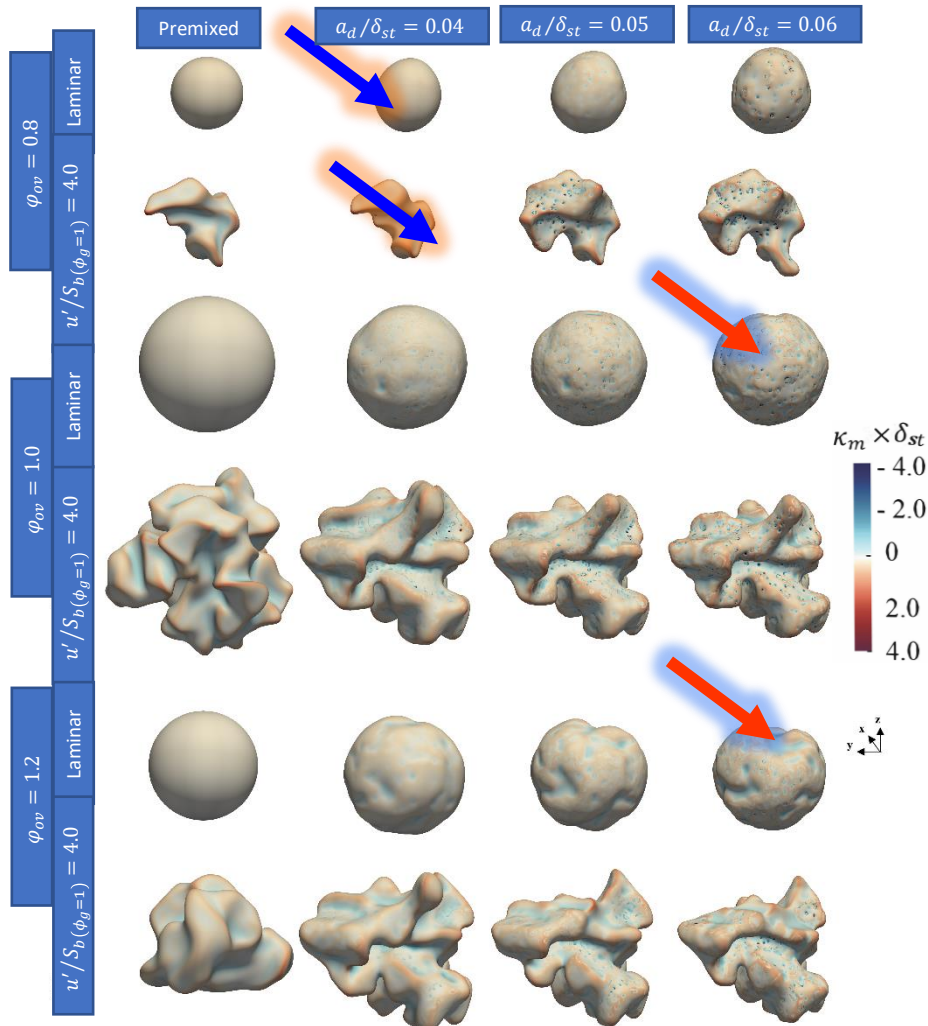 Premixed
a_d/δ_st = 0.04
a_d/δ_st = 0.05
a_d/δ_st = 0.06
φ_ov = 0.8
Laminar
u′/S_b(ϕ_g=1) = 4.0
φ_ov = 1.0
Laminar
u′/S_b(ϕ_g=1) = 4.0
φ_ov = 1.2
Laminar
u′/S_b(ϕ_g=1) = 4.0
κ_m × δ_st
- 4.0
- 2.0
0
2.0
4.0
z
x
y